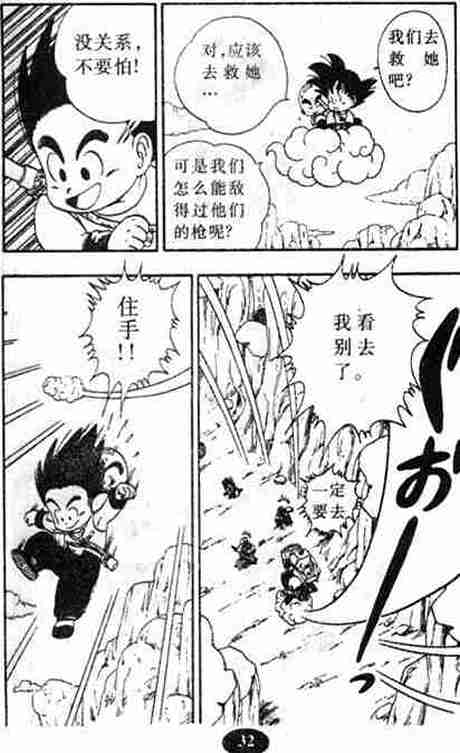 我们去
救 她
吧?
对,应该
去救她
…
可是我们
怎么能敌
得过他们
的枪呢?
没关系,
不要怕!
我看
别去
了。
一定
要去
おー
住
手
!!
32